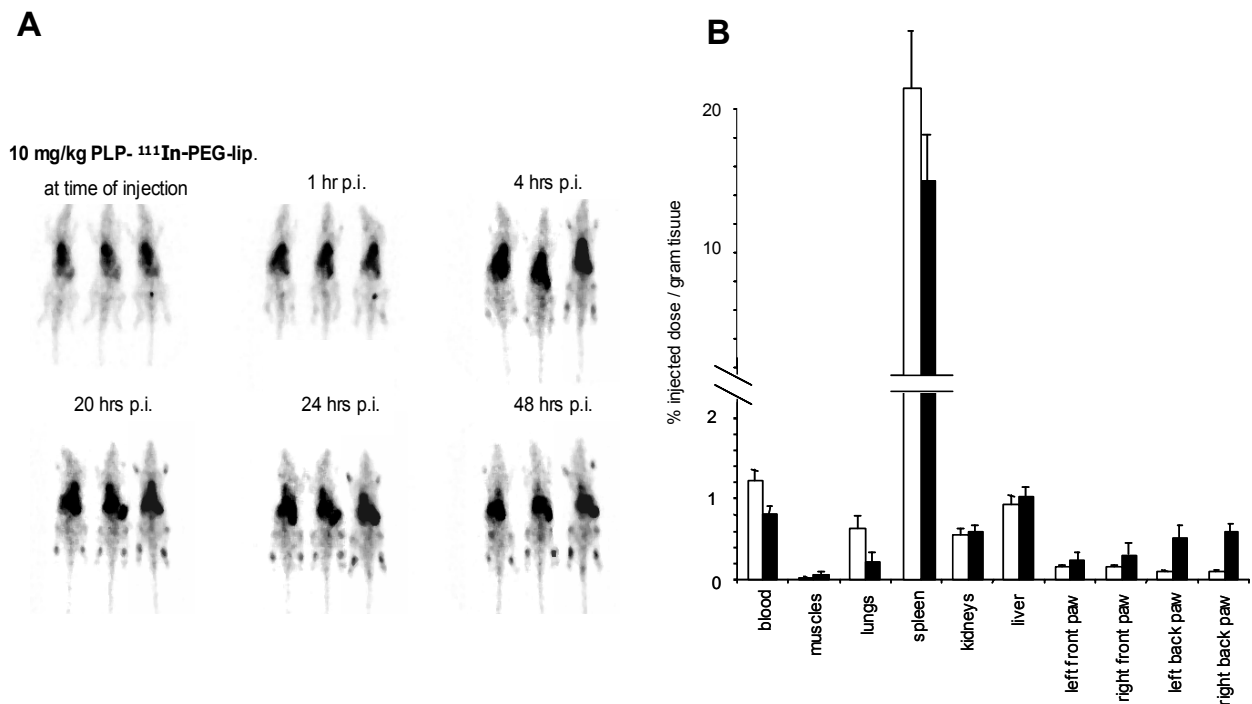 A
10 mg/kg PLP- ¹¹¹In-PEG-lip.
at time of injection
1 hr p.i.
4 hrs p.i.
20 hrs p.i.
24 hrs p.i.
48 hrs p.i.
B
% injected dose / gram tisuue
20
10
2
1
0
blood
muscles
lungs
spleen
kidneys
liver
left front paw
right front paw
left back paw
right back paw